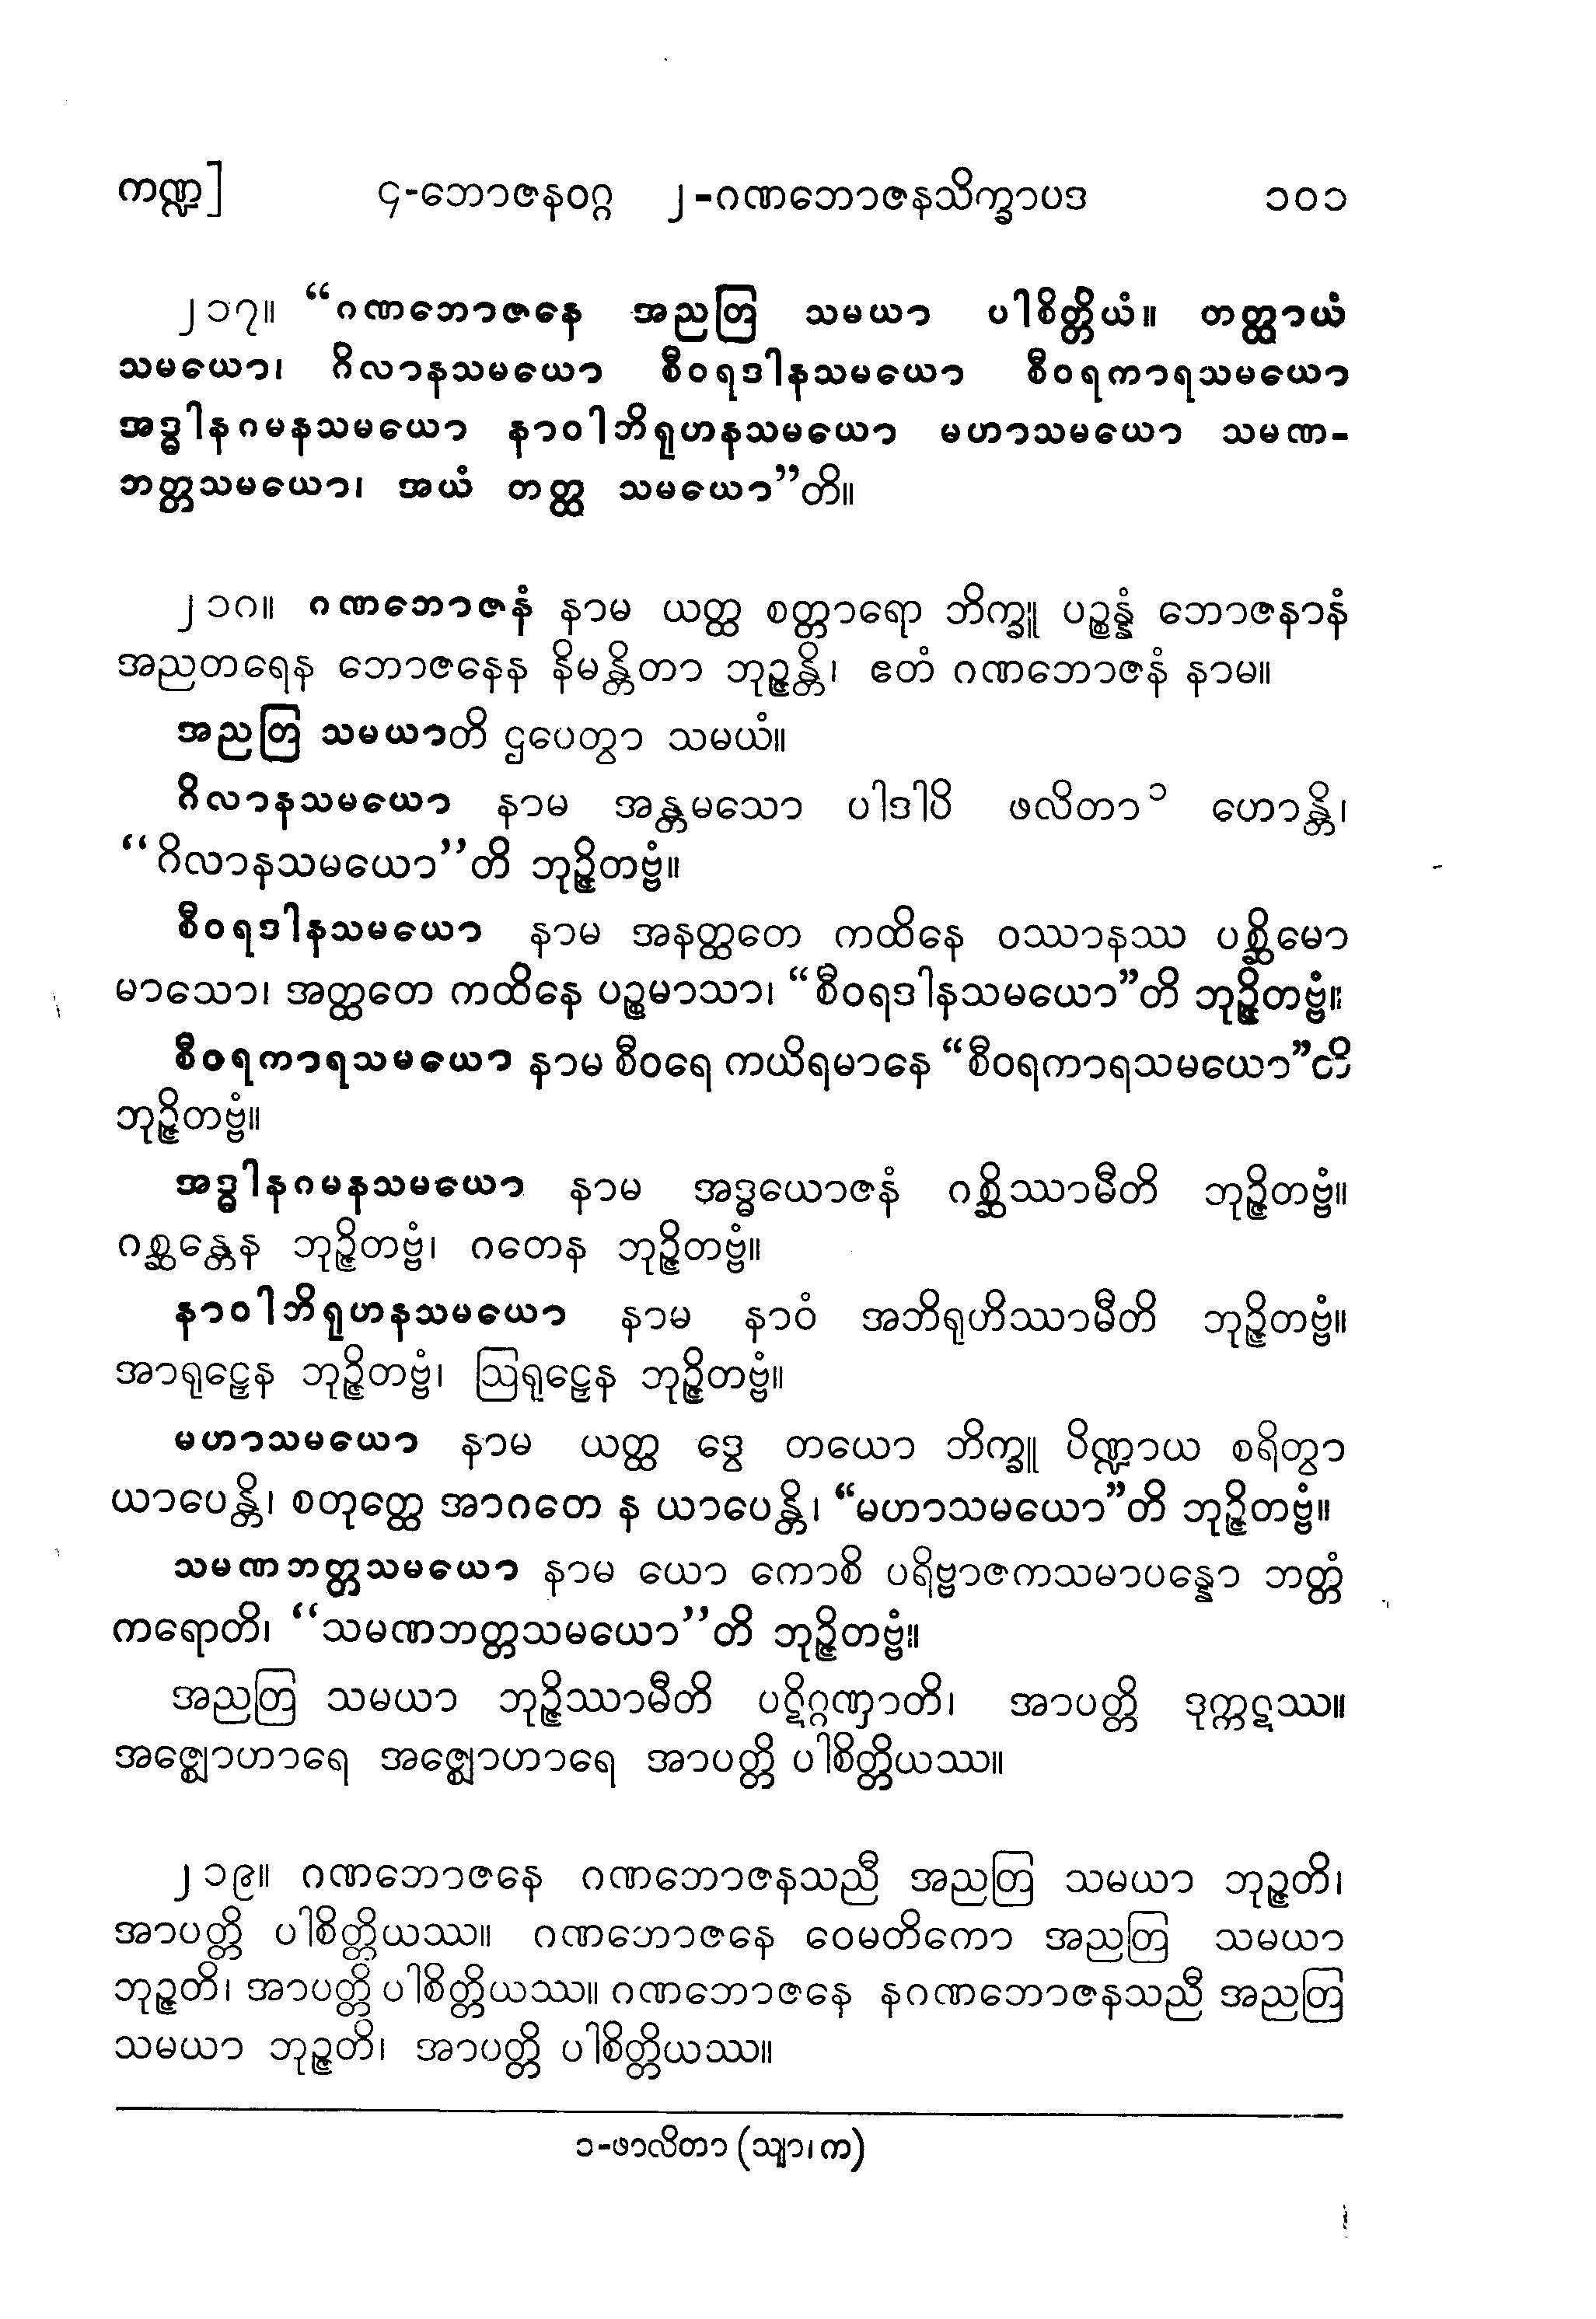 ကဏ္ဍ] ၄-ဘောဇနဝဂ္ဂ ၂-ဂဏဘောဇနသိက္ခာပဒ ၁၀၁
၂၁၇။ “ဂဏဘောဇနေ အညတြ သမယာ ပါစိတ္တိယံ။ တတ္ထာယံ
သမယော၊ ဂိလာနသမယော စီဝရဒါနသမယော စီဝရကာရသမယော
အဒ္ဓါနဂမနသမယော နာဝါဘိရုဟနသမယော မဟာသမယော သမဏ-
ဘတ္တသမယော၊ အယံ တတ္ထ သမယော”တိ။
၂၁၈။ ဂဏဘောဇနံ နာမ ယတ္ထ စတ္တာရော ဘိက္ခူ ပဉ္စန္နံ ဘောဇနာနံ
အညတရေန ဘောဇနေန နိမန္တိတာ ဘုဉ္ဇန္တိ၊ ဧတံ ဂဏဘောဇနံ နာမ။
အညတြ သမယာတိ ဌပေတွာ သမယံ။
ဂိလာနသမယော နာမ အန္တမသော ပါဒါပိ ဖလိတာ၁ ဟောန္တိ၊
“ဂိလာနသမယော”တိ ဘုဉ္ဇိတဗ္ဗံ။
စီဝရဒါနသမယော နာမ အနတ္ထတေ ကထိနေ ဝဿာနဿ ပစ္ဆိမော
မာသော၊ အတ္ထတေ ကထိနေ ပဉ္စမာသာ၊ “စီဝရဒါနသမယော”တိ ဘုဉ္ဇိတဗ္ဗံ။
စီဝရကာရသမယော နာမ စီဝရေ ကယိရမာနေ “စီဝရကာရသမယော”တိ
ဘုဉ္ဇိတဗ္ဗံ။
အဒ္ဓါနဂမနသမယော နာမ အဒ္ဓယောဇနံ ဂစ္ဆိဿာမီတိ ဘုဉ္ဇိတဗ္ဗံ။
ဂစ္ဆန္တေန ဘုဉ္ဇိတဗ္ဗံ၊ ဂတေန ဘုဉ္ဇိတဗ္ဗံ။
နာဝါဘိရုဟနသမယော နာမ နာဝံ အဘိရုဟိဿာမီတိ ဘုဉ္ဇိတဗ္ဗံ။
အာရုဠှေန ဘုဉ္ဇိတဗ္ဗံ၊ ဩရုဠှေန ဘုဉ္ဇိတဗ္ဗံ။
မဟာသမယော နာမ ယတ္ထ ဒွေ တယော ဘိက္ခူ ပိဏ္ဍာယ စရိတွာ
ယာပေန္တိ၊ စတုတ္ထေ အာဂတေ န ယာပေန္တိ၊ “မဟာသမယော”တိ ဘုဉ္ဇိတဗ္ဗံ။
သမဏဘတ္တသမယော နာမ ယော ကောစိ ပရိဗ္ဗာဇကသမာပန္နော ဘတ္တံ
ကရောတိ၊ “သမဏဘတ္တသမယော”တိ ဘုဉ္ဇိတဗ္ဗံ။
အညတြ သမယာ ဘုဉ္ဇိဿာမီတိ ပဋိဂ္ဂဏှာတိ၊ အာပတ္တိ ဒုက္ကဋဿ။
အဇ္ဈောဟာရေ အဇ္ဈောဟာရေ အာပတ္တိ ပါစိတ္တိယဿ။
၂၁၉။ ဂဏဘောဇနေ ဂဏဘောဇနသညီ အညတြ သမယာ ဘုဉ္ဇတိ၊
အာပတ္တိ ပါစိတ္တိယဿ။ ဂဏဘောဇနေ ဝေမတိကော အညတြ သမယာ
ဘုဉ္ဇတိ၊ အာပတ္တိ ပါစိတ္တိယဿ။ ဂဏဘောဇနေ နဂဏဘောဇနသညီ အညတြ
သမယာ ဘုဉ္ဇတိ၊ အာပတ္တိ ပါစိတ္တိယဿ။
၁-ဖာလိတာ (သျာ၊ က)